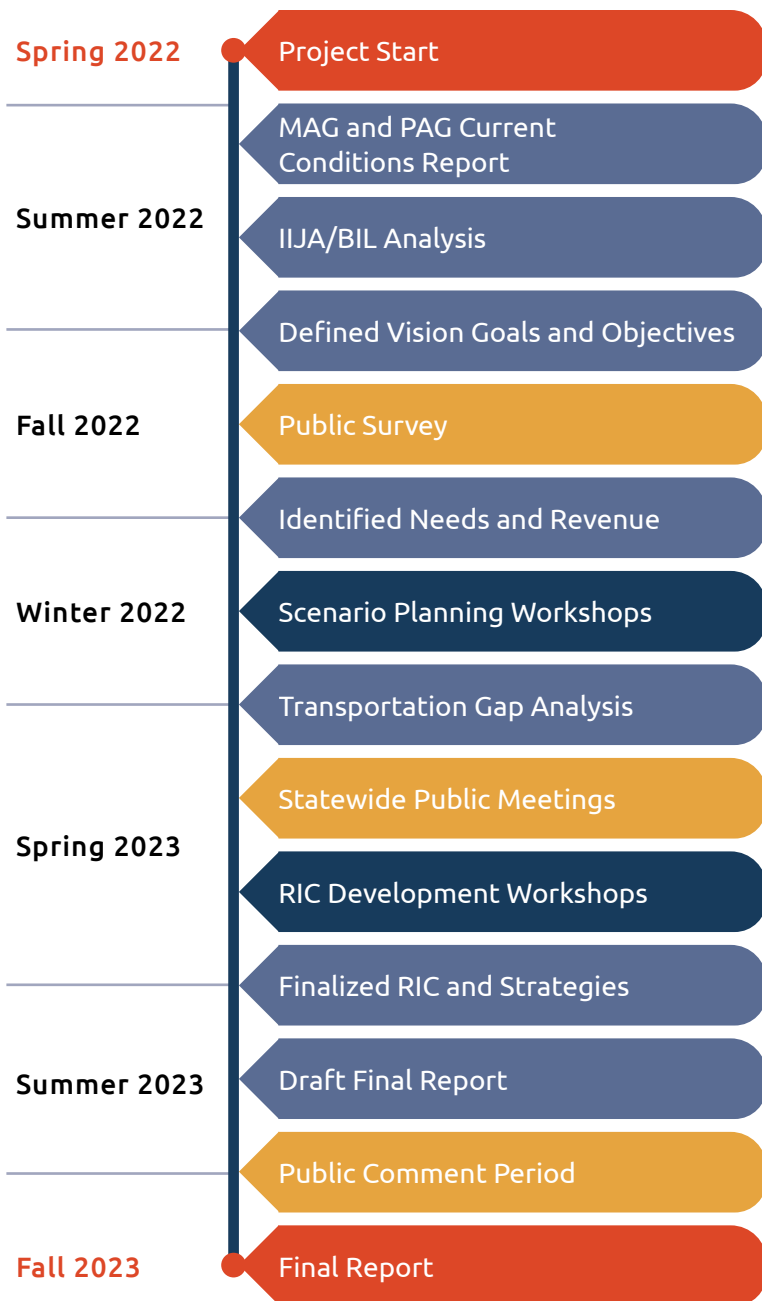 Spring 2022
Project Start
MAG and PAG Current
Conditions Report
Summer 2022
IIJA/BIL Analysis
Defined Vision Goals and Objectives
Fall 2022
Public Survey
Identified Needs and Revenue
Winter 2022
Scenario Planning Workshops
Transportation Gap Analysis
Statewide Public Meetings
Spring 2023
RIC Development Workshops
Finalized RIC and Strategies
Summer 2023
Draft Final Report
Public Comment Period
Fall 2023
Final Report